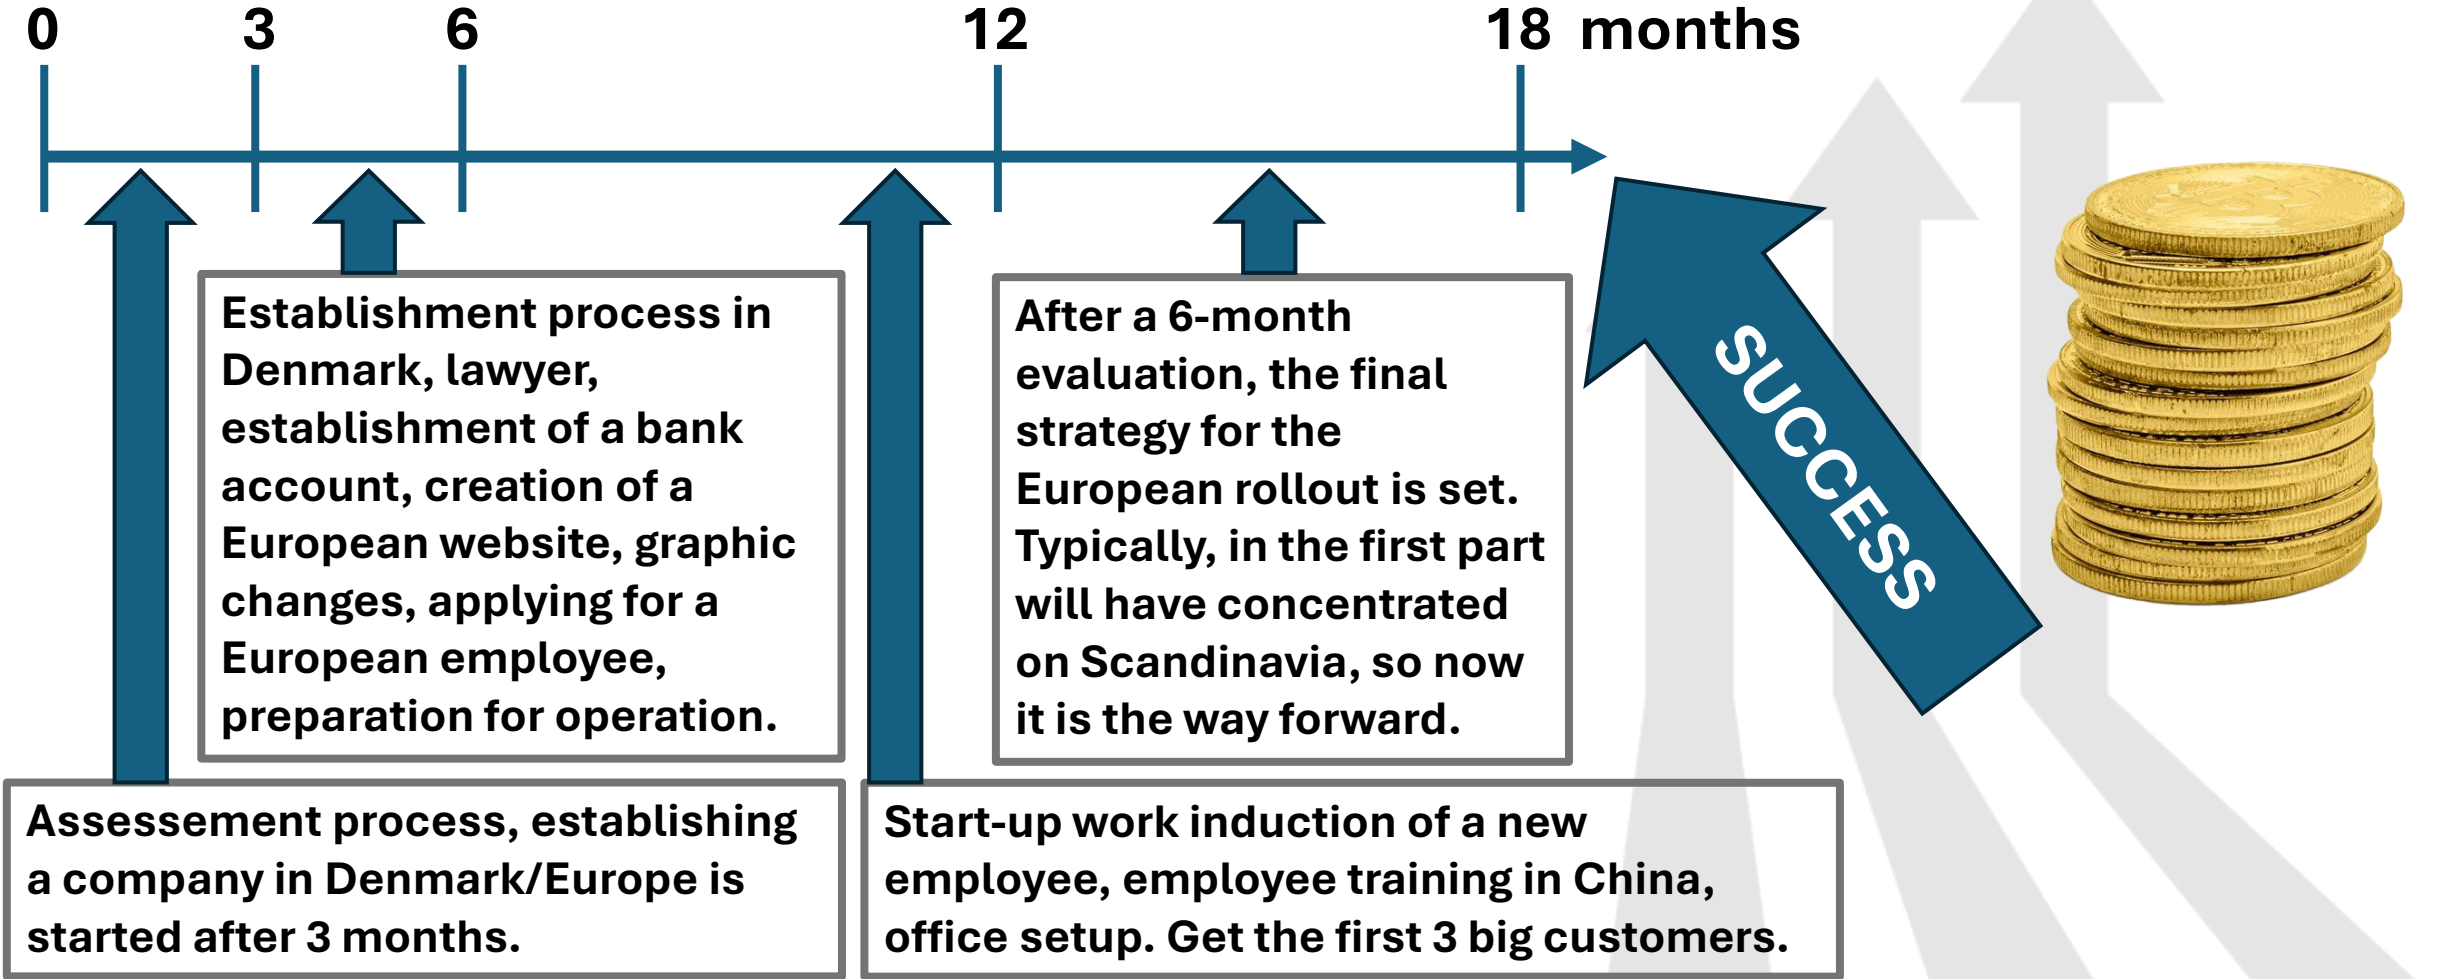 0 3 6 12 18 months
Establishment process in
Denmark, lawyer,
establishment of a bank
account, creation of a
European website, graphic
changes, applying for a
European employee,
preparation for operation.
After a 6-month
evaluation, the final
strategy for the
European rollout is set.
Typically, in the first part
will have concentrated
on Scandinavia, so now
it is the way forward.
SUCCESS
Assessement process, establishing
a company in Denmark/Europe is
started after 3 months.
Start-up work induction of a new
employee, employee training in China,
office setup. Get the first 3 big customers.